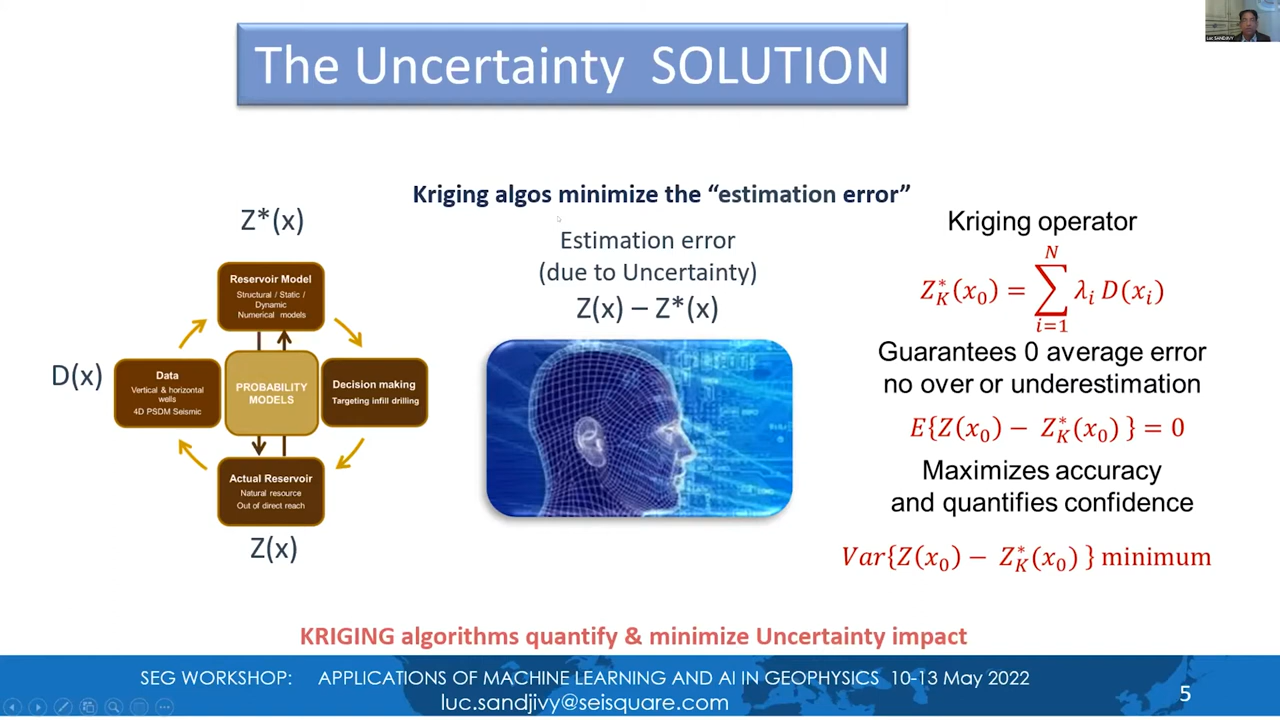 The Uncertainty SOLUTION
Luc SANDJIVY
Kriging algos minimize the “estimation error”
Z*(x)
Reservoir Model
Structural / Static /
Dynamic
Numerical models
D(x)
Data
Vertical & horizontal
wells
4D PSDM Seismic
PROBABILITY
MODELS
Decision making
Targeting infill drilling
Actual Reservoir
Natural resource
Out of direct reach
Z(x)
Estimation error
(due to Uncertainty)
Z(x) – Z*(x)
Kriging operator
Z*_K(x_0) = ∑_{i=1}^{N} λ_i D(x_i)
Guarantees 0 average error
no over or underestimation
E{Z(x_0) − Z*_K(x_0) } = 0
Maximizes accuracy
and quantifies confidence
Var{Z(x_0) − Z*_K(x_0) } minimum
KRIGING algorithms quantify & minimize Uncertainty impact
SEG WORKSHOP: APPLICATIONS OF MACHINE LEARNING AND AI IN GEOPHYSICS 10-13 May 2022
luc.sandjivy@seisquare.com
5